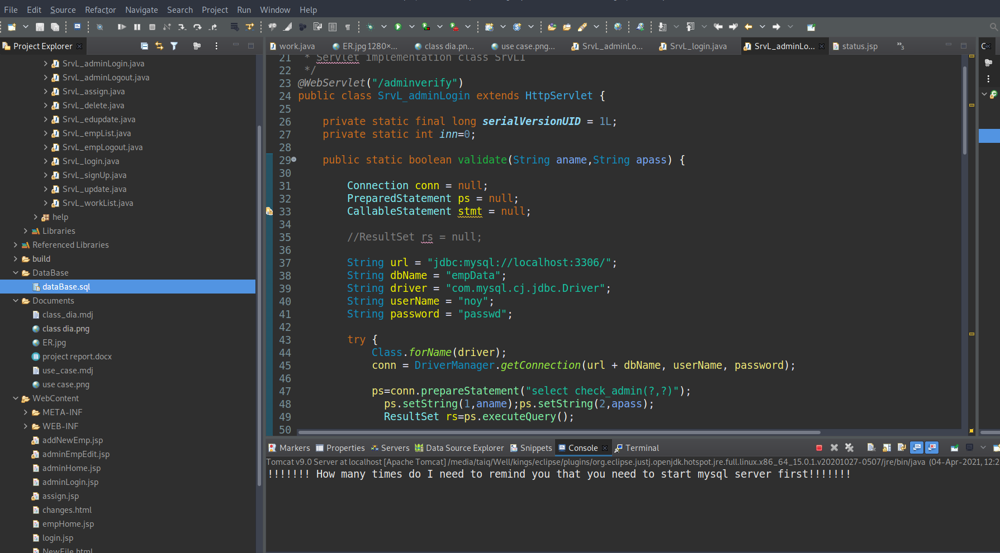 File Edit Source Refactor Navigate Search Project Run Window Help
Project Explorer
SrvL_adminLogin.java
SrvL_adminLogout.java
SrvL_assign.java
SrvL_delete.java
SrvL_edupdate.java
SrvL_empList.java
SrvL_empLogout.java
SrvL_login.java
SrvL_signUp.java
SrvL_update.java
SrvL_workList.java
help
Libraries
Referenced Libraries
build
DataBase
dataBase.sql
Documents
class_dia.mdj
class dia.png
ER.jpg
project report.docx
use_case.mdj
use case.png
WebContent
META-INF
WEB-INF
addNewEmp.jsp
adminEmpEdit.jsp
adminHome.jsp
adminLogin.jsp
assign.jsp
changes.html
empHome.jsp
login.jsp
NewFile.html
work.java ER.jpg 1280×... class dia.pn... use case.png... SrvL_adminLo... SrvL_login.java SrvL_adminLo... status.jsp »3
21 * Servlet implementation class SrvL1
22 */
23 @WebServlet("/adminverify")
24 public class SrvL_adminLogin extends HttpServlet {
25
26 private static final long serialVersionUID = 1L;
27 private static int inn=0;
28
29 public static boolean validate(String aname,String apass) {
30
31 Connection conn = null;
32 PreparedStatement ps = null;
33 CallableStatement stmt = null;
34
35 //ResultSet rs = null;
36
37 String url = "jdbc:mysql://localhost:3306/";
38 String dbName = "empData";
39 String driver = "com.mysql.cj.jdbc.Driver";
40 String userName = "noy";
41 String password = "passwd";
42
43 try {
44 Class.forName(driver);
45 conn = DriverManager.getConnection(url + dbName, userName, password);
46
47 ps=conn.prepareStatement("select check_admin(?,?)");
48 ps.setString(1,aname);ps.setString(2,apass);
49 ResultSet rs=ps.executeQuery();
50
Markers Properties Servers Data Source Explorer Snippets Console Terminal
Tomcat v9.0 Server at localhost [Apache Tomcat] /media/taiq/Well/kings/eclipse/plugins/org.eclipse.justj.openjdk.hotspot.jre.full.linux.x86_64_15.0.1.v20201027-0507/jre/bin/java (04-Apr-2021, 12:2
!!!!!!! How many times do I need to remind you that you need to start mysql server first!!!!!!!